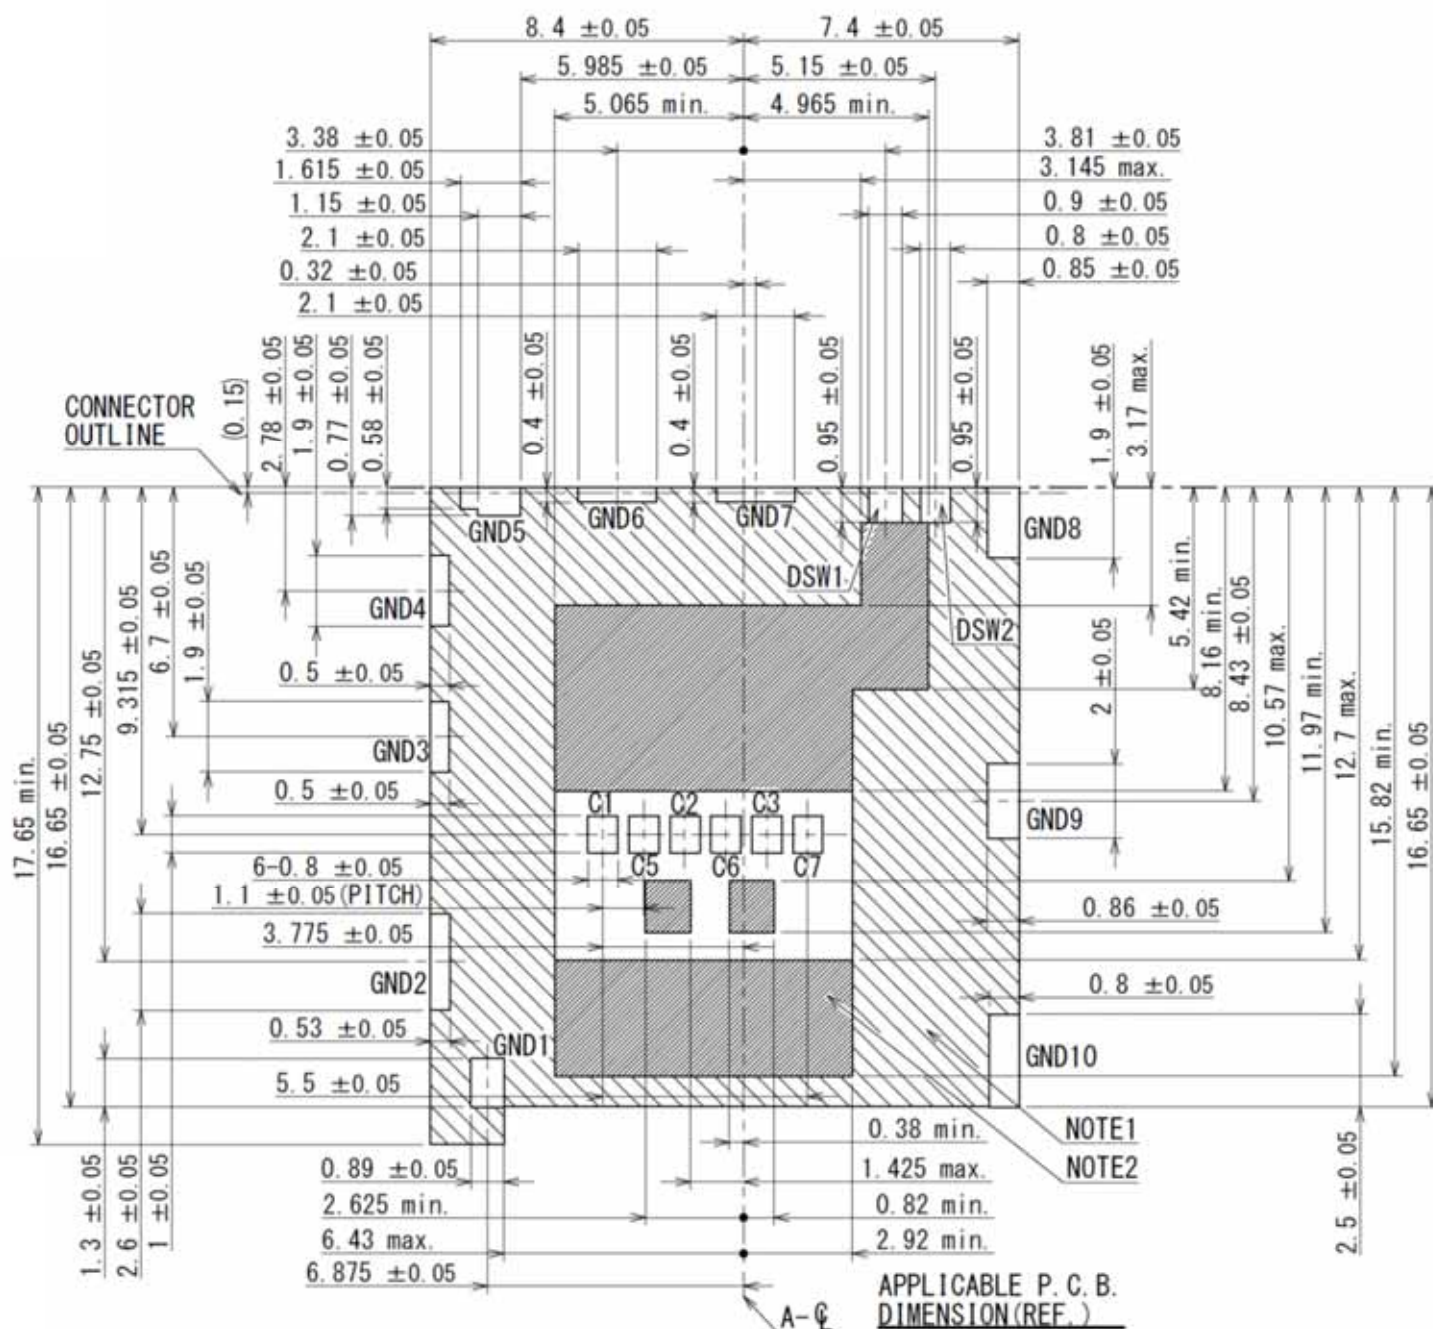 8.4 ±0.05
7.4 ±0.05
5.985 ±0.05
5.15 ±0.05
5.065 min.
4.965 min.
3.38 ±0.05
3.81 ±0.05
1.615 ±0.05
3.145 max.
1.15 ±0.05
0.9 ±0.05
2.1 ±0.05
0.8 ±0.05
0.32 ±0.05
0.85 ±0.05
2.1 ±0.05
CONNECTOR
OUTLINE
(0.15)
2.78 ±0.05
1.9 ±0.05
0.77 ±0.05
0.58 ±0.05
0.4 ±0.05
0.4 ±0.05
0.95 ±0.05
0.95 ±0.05
1.9 ±0.05
3.17 max.
GND5
GND6
GND7
GND8
DSW1
DSW2
GND4
GND3
GND2
GND1
GND9
GND10
17.65 min.
16.65 ±0.05
12.75 ±0.05
9.315 ±0.05
6.7 ±0.05
1.9 ±0.05
0.5 ±0.05
0.5 ±0.05
C1
C2
C3
C5
C6
C7
6-0.8 ±0.05
1.1 ±0.05(PITCH)
3.775 ±0.05
0.53 ±0.05
5.5 ±0.05
2 ±0.05
5.42 min.
8.16 min.
8.43 ±0.05
10.57 max.
11.97 min.
12.7 max.
15.82 min.
16.65 ±0.05
0.86 ±0.05
0.8 ±0.05
1.3 ±0.05
2.6 ±0.05
1 ±0.05
0.89 ±0.05
2.625 min.
6.43 max.
6.875 ±0.05
0.38 min.
1.425 max.
0.82 min.
2.92 min.
NOTE1
NOTE2
2.5 ±0.05
A-℄
APPLICABLE P.C.B.
DIMENSION(REF.)